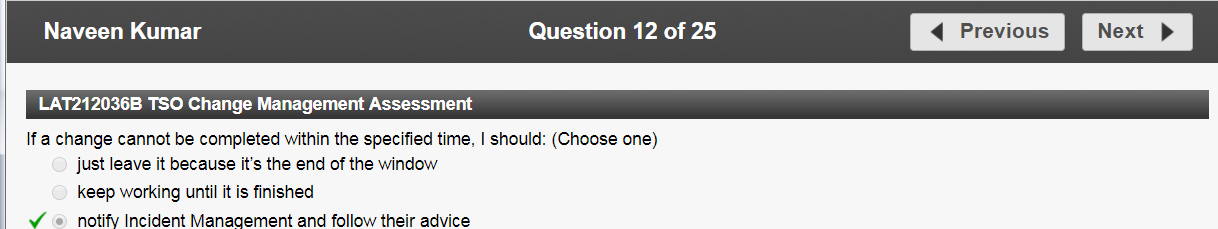 Naveen Kumar Question 12 of 25 Previous Next
LAT212036B TSO Change Management Assessment
If a change cannot be completed within the specified time, I should: (Choose one)
just leave it because it's the end of the window
keep working until it is finished
notify Incident Management and follow their advice